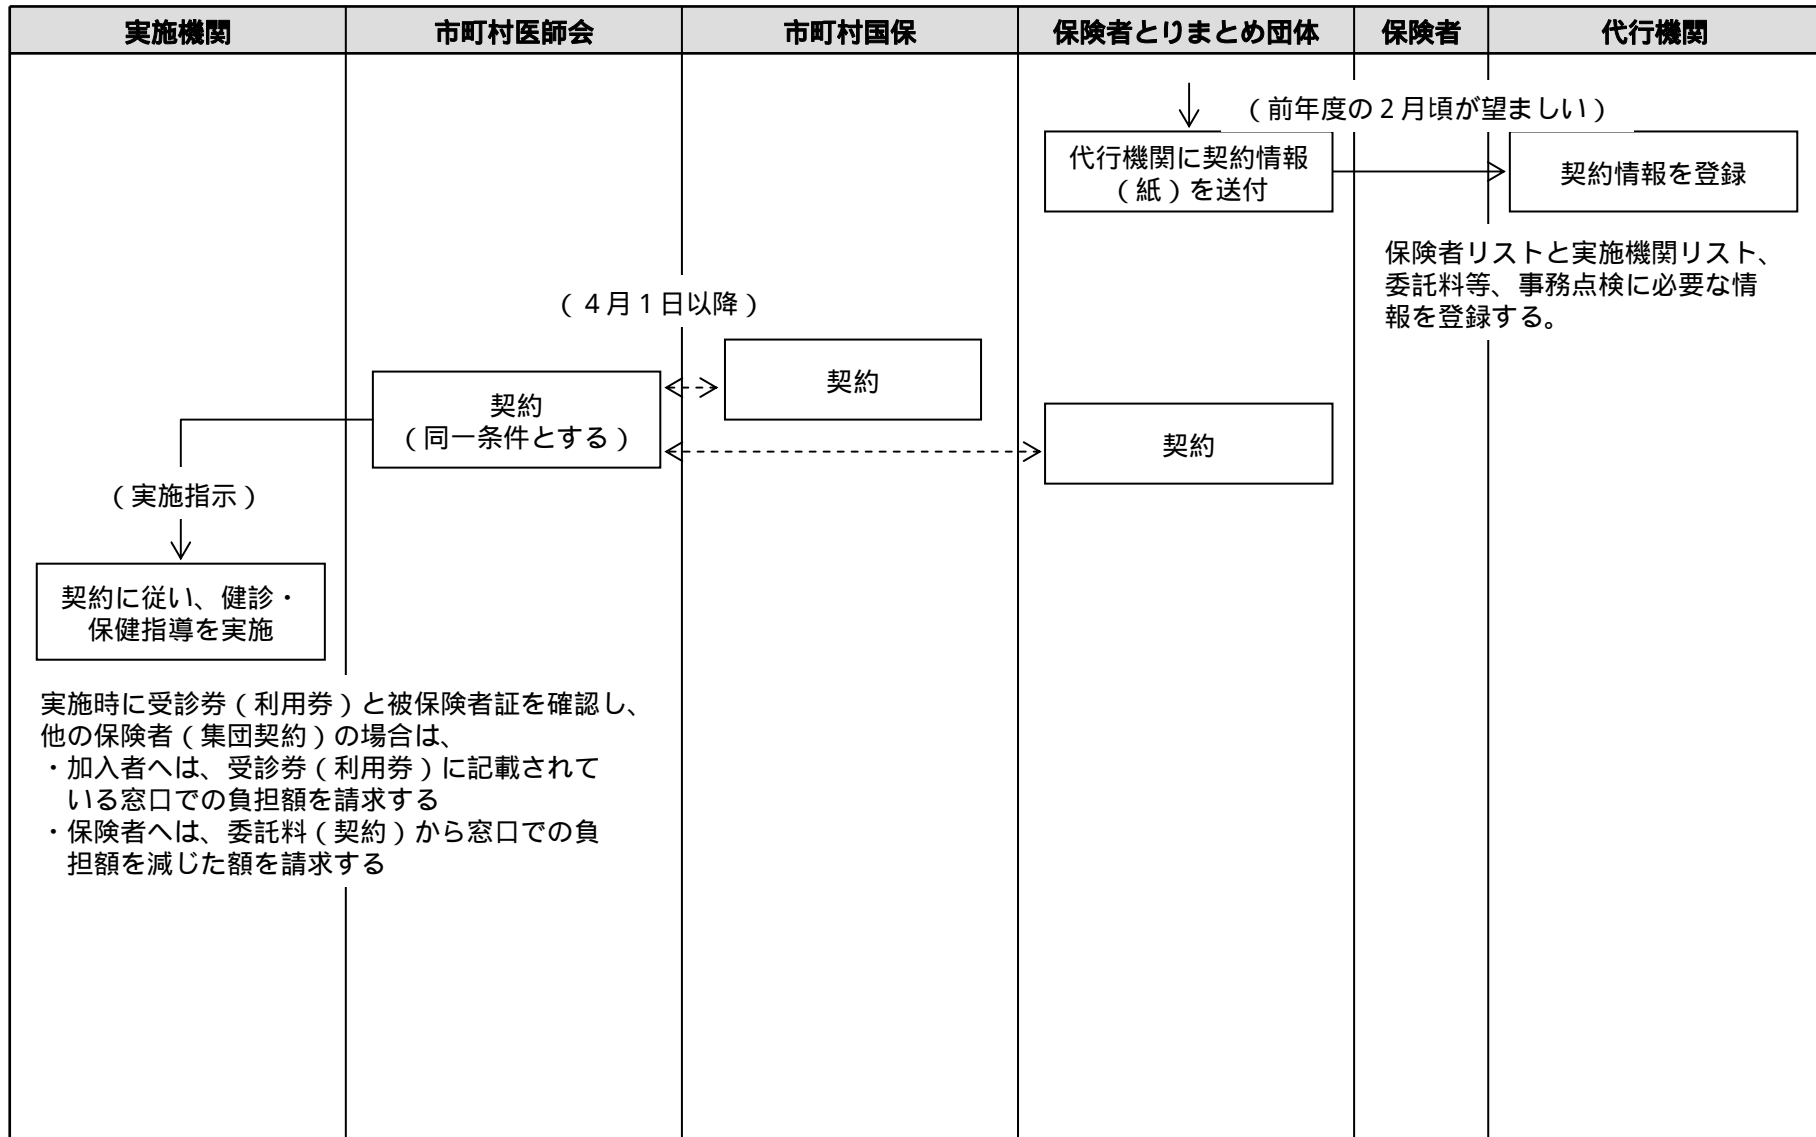 実施機関
市町村医師会
市町村国保
保険者とりまとめ団体
保険者
代行機関
（前年度の２月頃が望ましい）
代行機関に契約情報
（紙）を送付
契約情報を登録
保険者リストと実施機関リスト、
委託料等、事務点検に必要な情
報を登録する。
（４月１日以降）
契約
契約
（同一条件とする）
契約
（実施指示）
契約に従い、健診・
保健指導を実施
実施時に受診券（利用券）と被保険者証を確認し、
他の保険者（集団契約）の場合は、
・加入者へは、受診券（利用券）に記載されて
いる窓口での負担額を請求する
・保険者へは、委託料（契約）から窓口での負
担額を減じた額を請求する